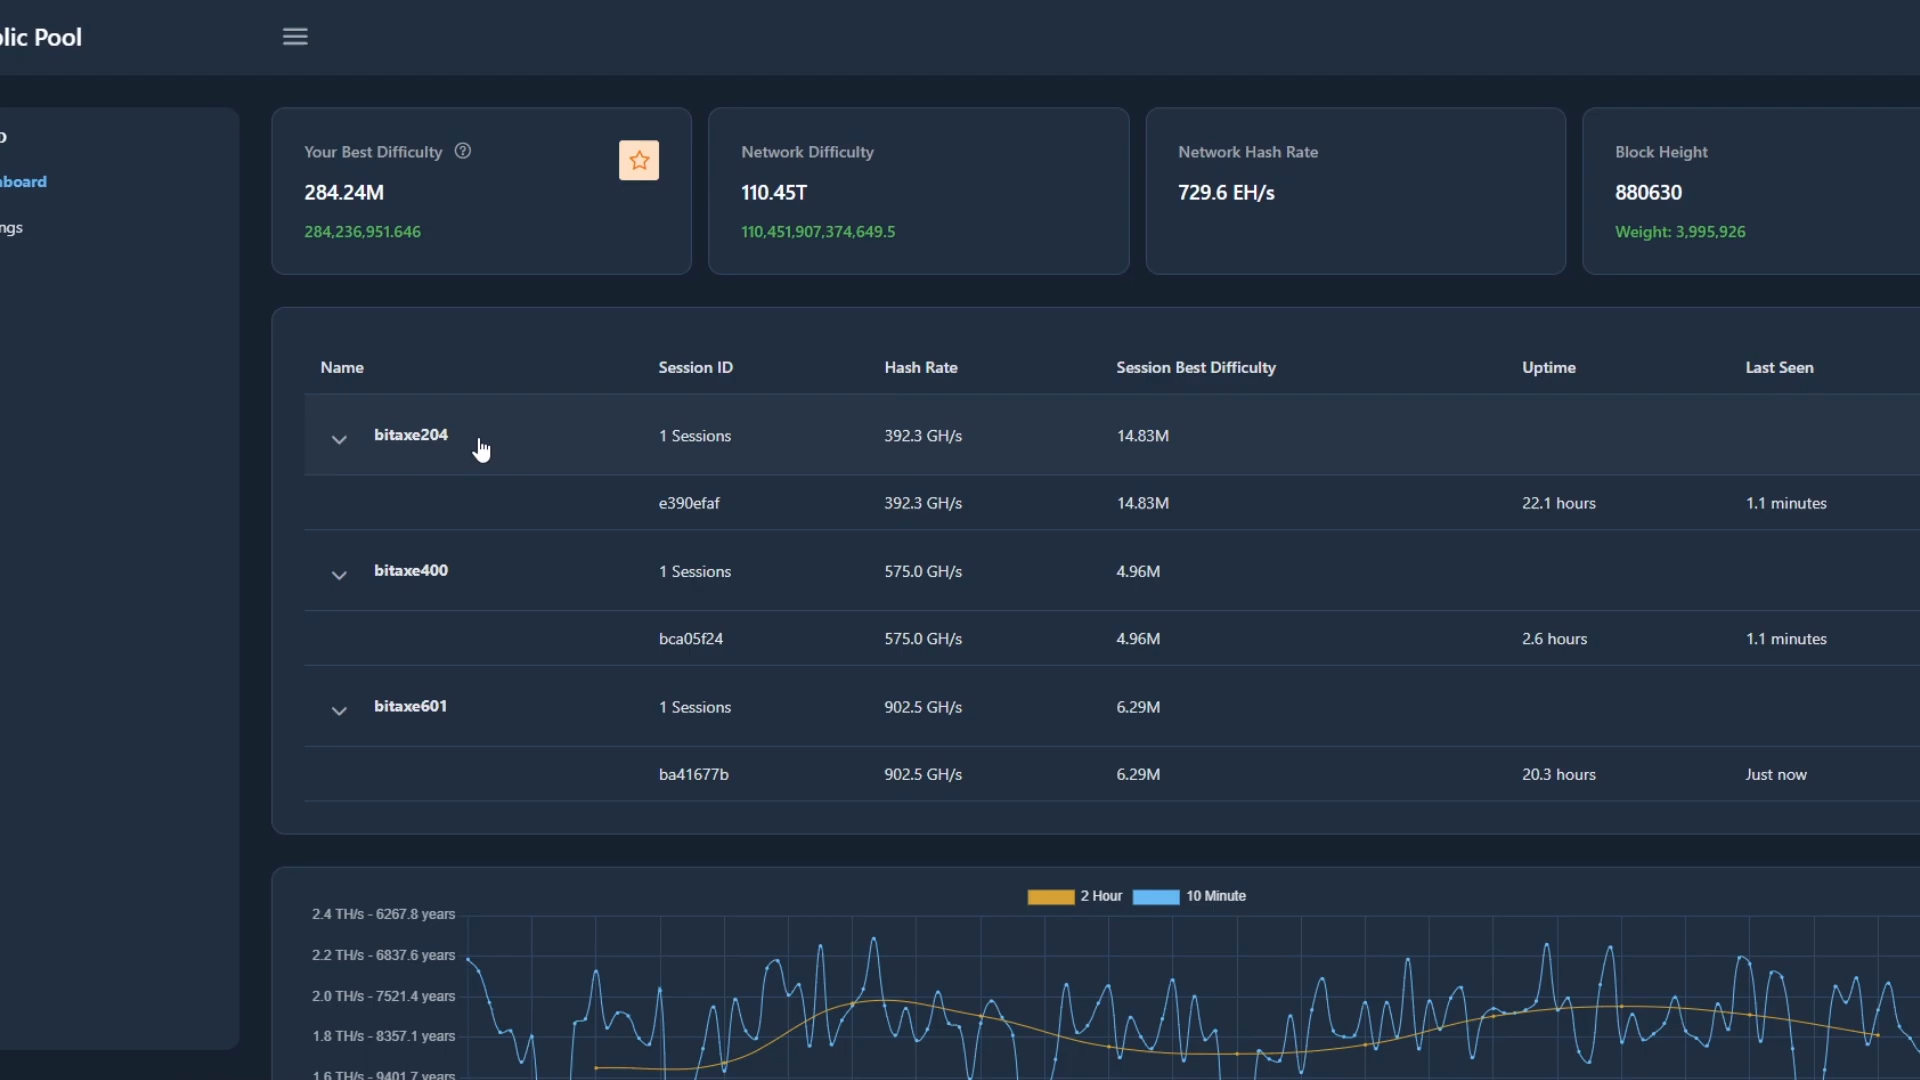 lic Pool
board
ngs
Your Best Difficulty
284.24M
284,236,951.646
Network Difficulty
110.45T
110,451,907,374,649.5
Network Hash Rate
729.6 EH/s
Block Height
880630
Weight: 3,995,926
Name Session ID Hash Rate Session Best Difficulty Uptime Last Seen
bitaxe204 1 Sessions 392.3 GH/s 14.83M
e390efaf 392.3 GH/s 14.83M 22.1 hours 1.1 minutes
bitaxe400 1 Sessions 575.0 GH/s 4.96M
bca05f24 575.0 GH/s 4.96M 2.6 hours 1.1 minutes
bitaxe601 1 Sessions 902.5 GH/s 6.29M
ba41677b 902.5 GH/s 6.29M 20.3 hours Just now
2 Hour 10 Minute
2.4 TH/s - 6267.8 years
2.2 TH/s - 6837.6 years
2.0 TH/s - 7521.4 years
1.8 TH/s - 8357.1 years
1.6 TH/s - 9401.7 years